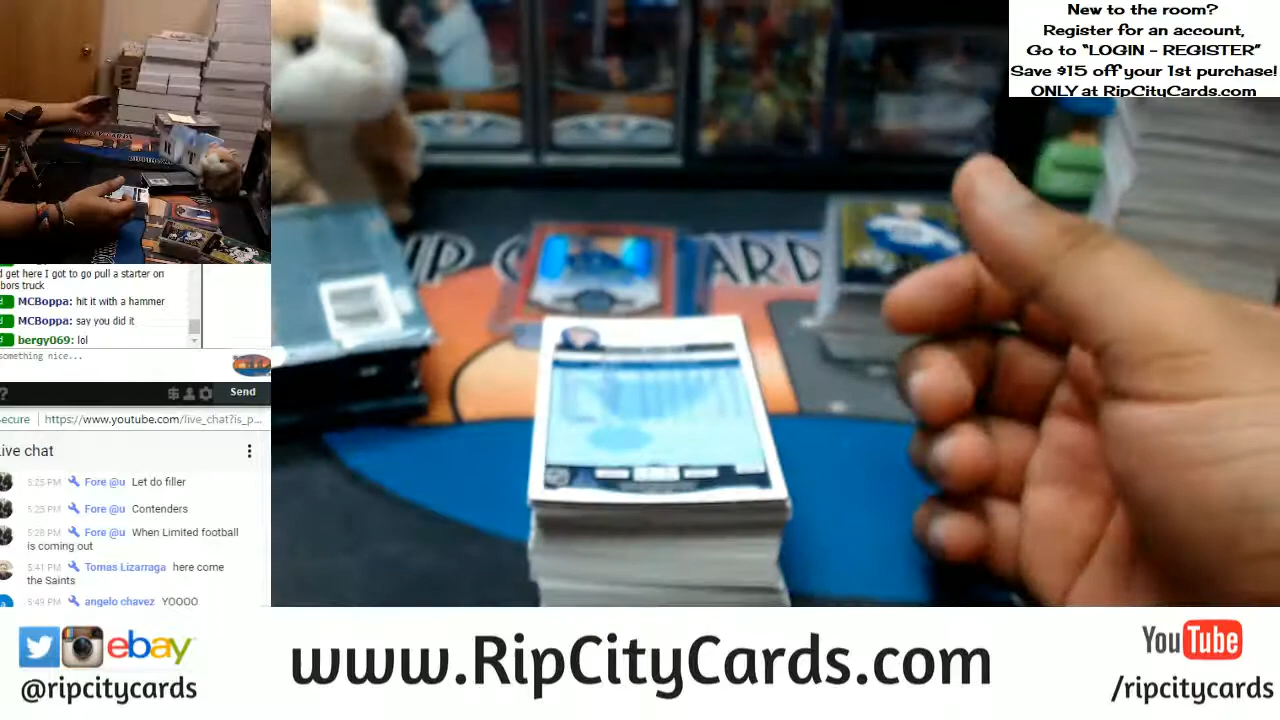 New to the room?
Register for an account,
Go to “LOGIN - REGISTER”
Save $15 off your 1st purchase!
ONLY at RipCityCards.com
d get here I got to go pull a starter on
bors truck
MCBoppa: hit it with a hammer
MCBoppa: say you did it
bergy069: lol
something nice...
Send
ecure
https://www.youtube.com/live_chat?is_p...
ive chat
5:25 PM Fore @u Let do filler
5:25 PM Fore @u Contenders
5:28 PM Fore @u When Limited football
is coming out
5:41 PM Tomas Lizarraga here come
the Saints
5:49 PM angelo chavez YOOOO
ebay
@ripcitycards
www.RipCityCards.com
YouTube
/ripcitycards